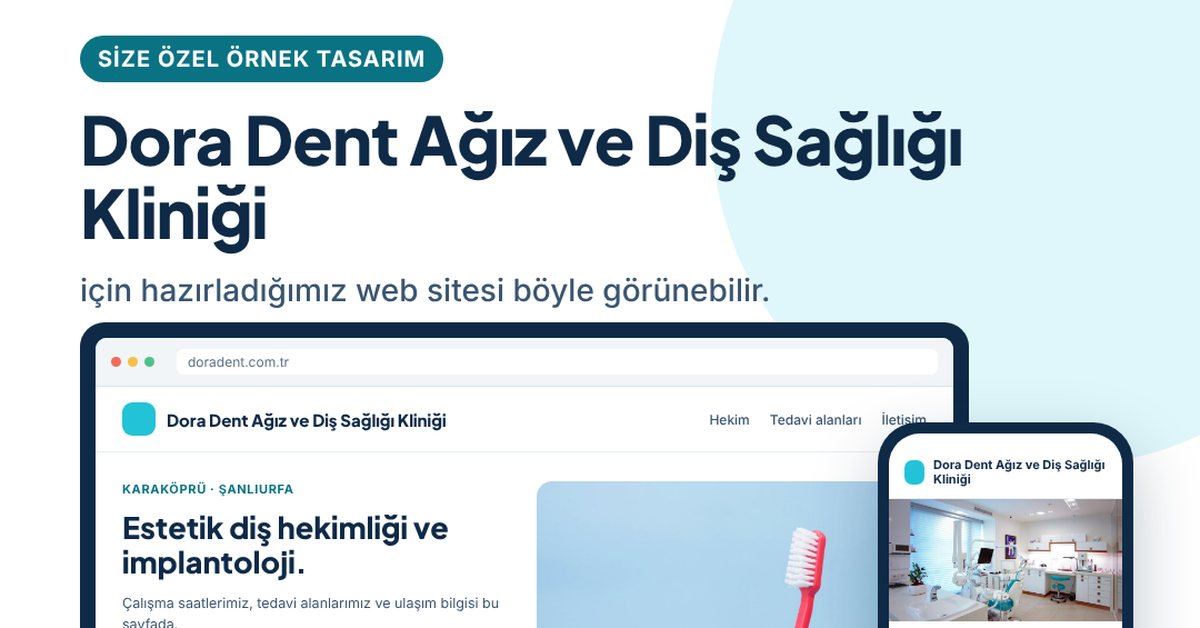 SİZE ÖZEL ÖRNEK TASARIM
Dora Dent Ağız ve Diş Sağlığı
Kliniği
için hazırladığımız web sitesi böyle görünebilir.
doradent.com.tr
Dora Dent Ağız ve Diş Sağlığı Kliniği
Hekim Tedavi alanları İletişim
Dora Dent Ağız ve Diş Sağlığı
Kliniği
KARAKÖPRÜ · ŞANLIURFA
Estetik diş hekimliği ve
implantoloji.
Çalışma saatlerimiz, tedavi alanlarımız ve ulaşım bilgisi bu
sayfada.